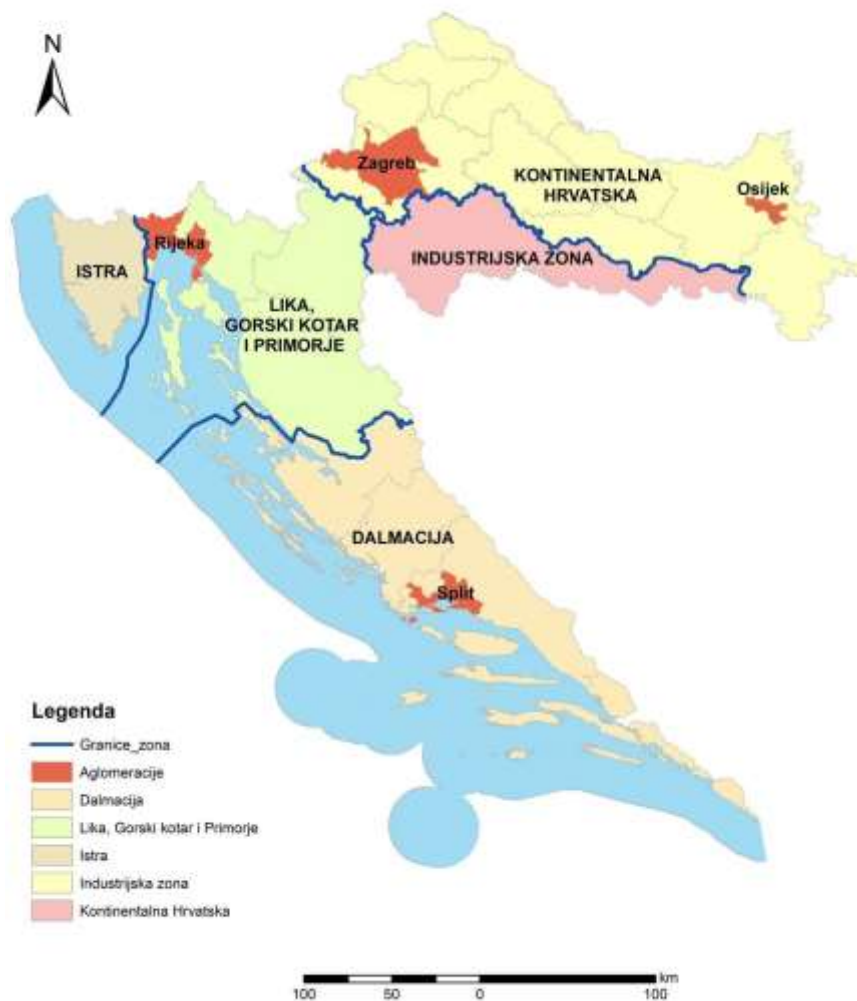 N
Zagreb
KONTINENTALNA
HRVATSKA
Osijek
Rijeka
ISTRA
INDUSTRIJSKA ZONA
LIKA,
GORSKI KOTAR
I PRIMORJE
DALMACIJA
Split
Legenda
Granice_zona
Aglomeracije
Dalmacija
Lika, Gorski kotar i Primorje
Istra
Industrijska zona
Kontinentalna Hrvatska
km
100 50 0 100